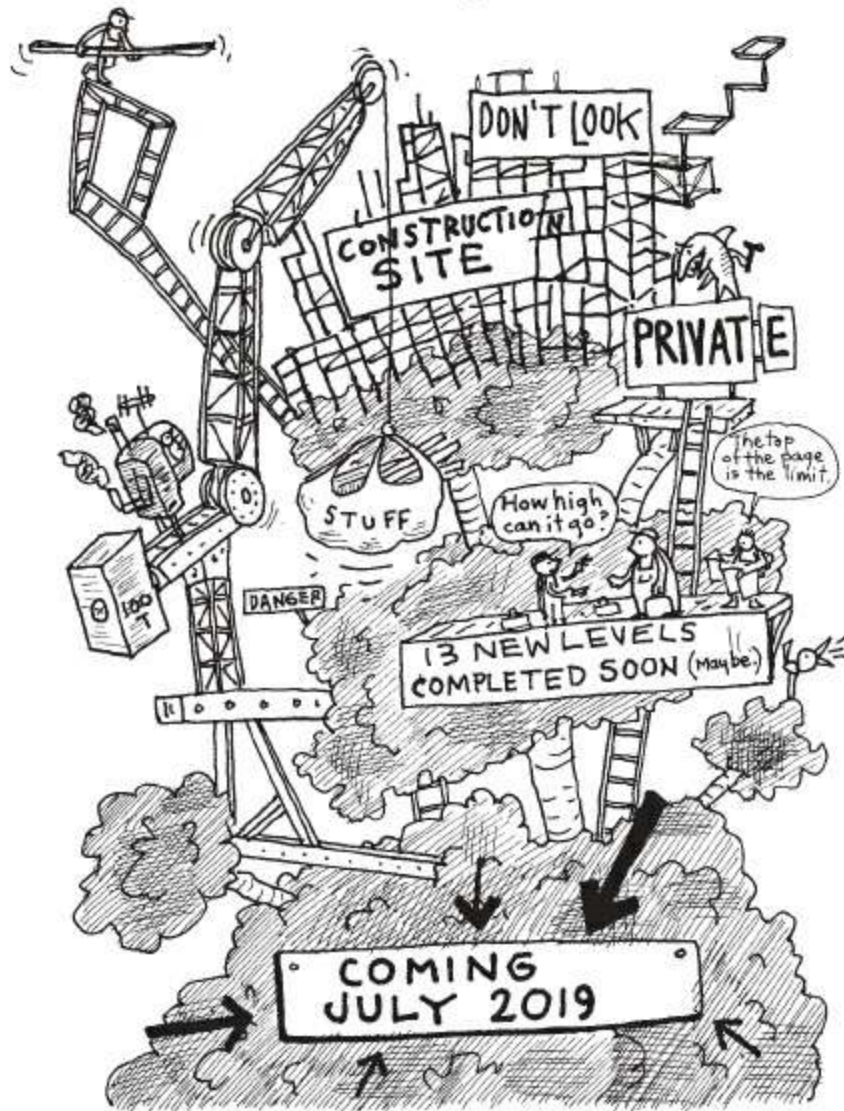 DON'T LOOK
CONSTRUCTION
SITE
PRIVATE
The top
of the page
is the limit.
How high
can it go?
STUFF
100
T
DANGER
13 NEW LEVELS
COMPLETED SOON (Maybe.)
COMING
JULY 2019